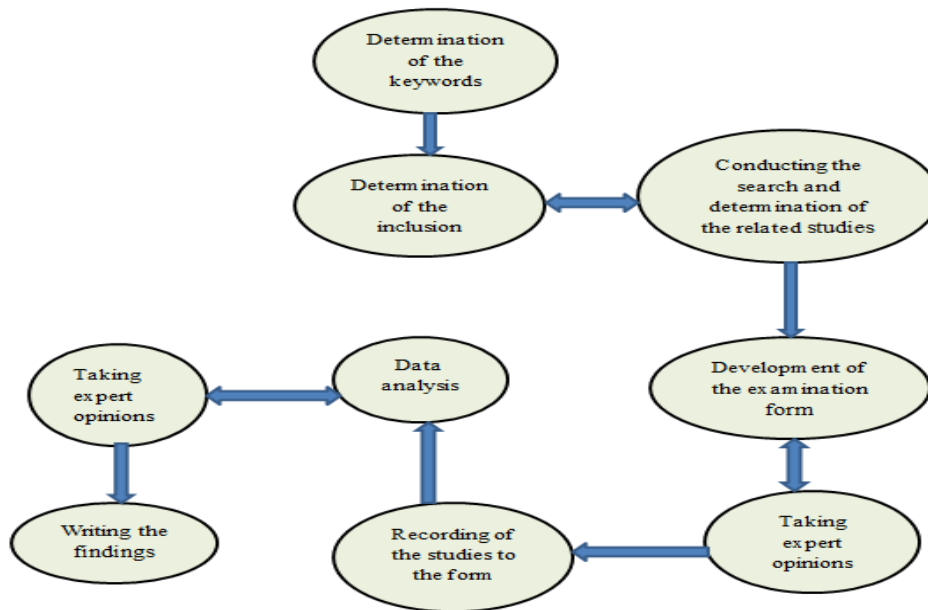 Determination
of the
keywords
Determination
of the
inclusion
Conducting the
search and
determination of
the related studies
Development of
the examination
form
Taking
expert
opinions
Recording of
the studies to
the form
Data
analysis
Taking
expert
opinions
Writing the
findings